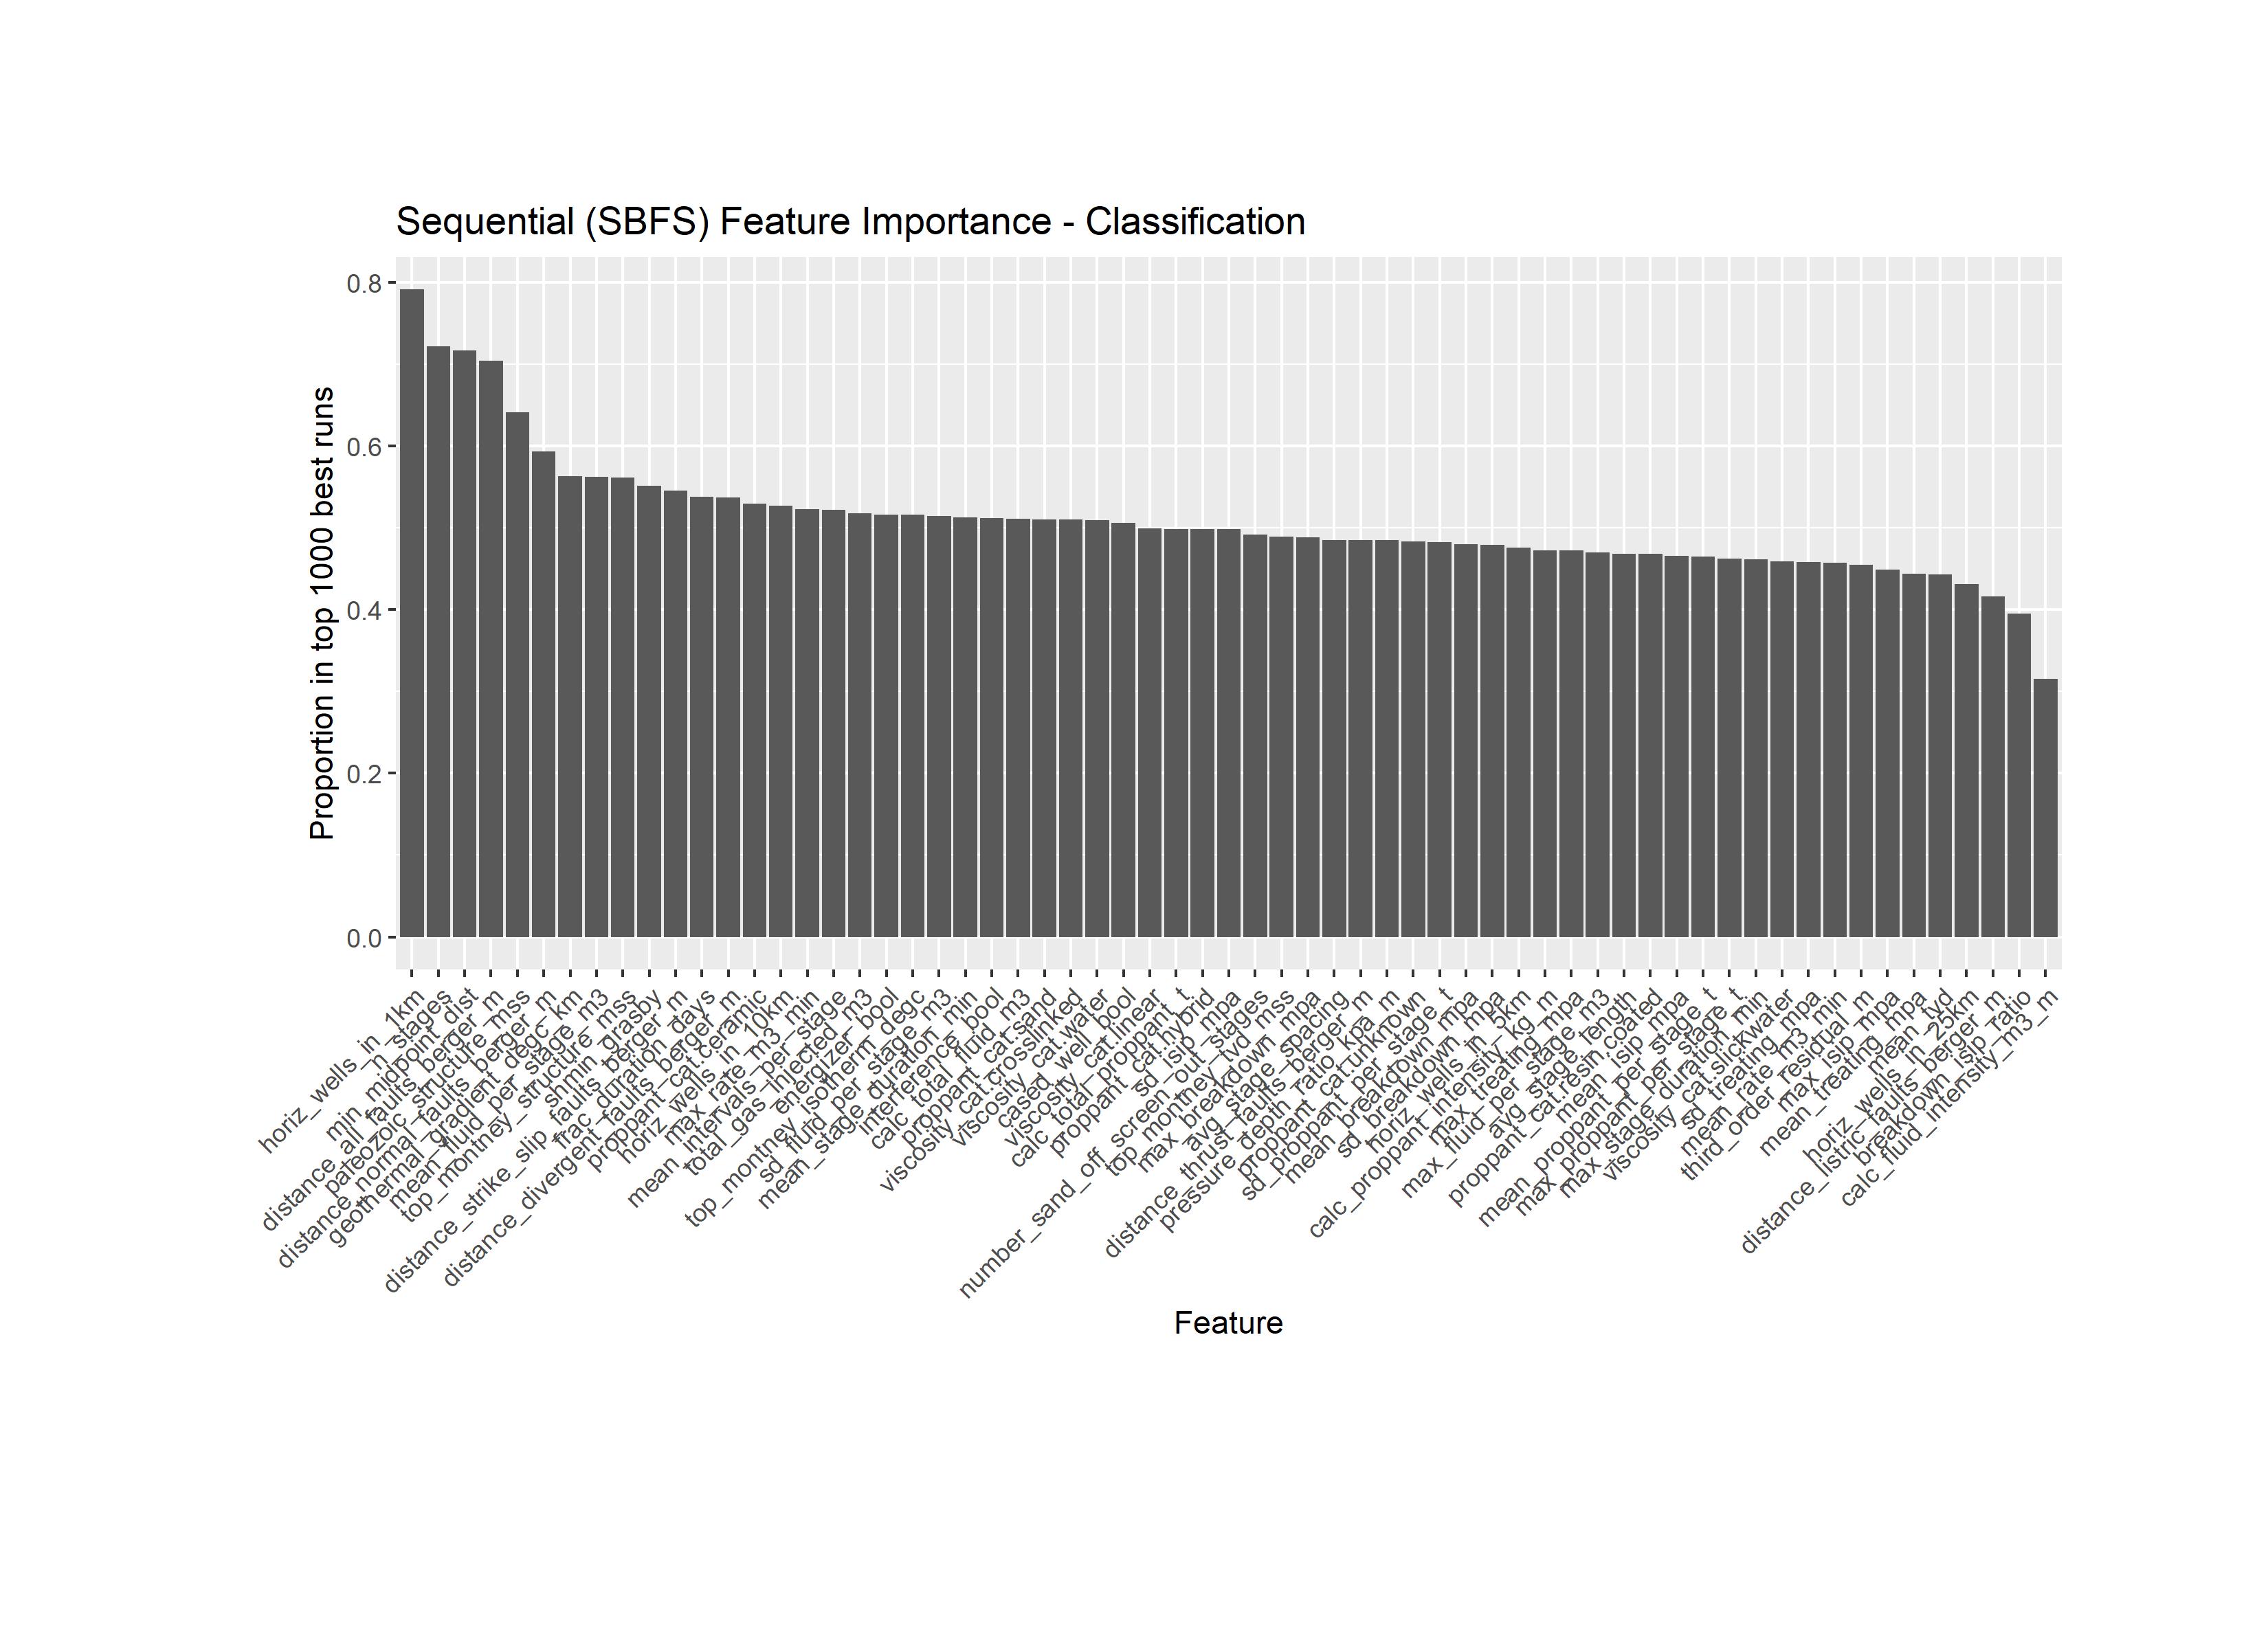 Sequential (SBFS) Feature Importance - Classification
Proportion in top 1000 best runs
0.8
0.6
0.4
0.2
0.0
horiz_wells_in_1km
n_stages
min_midpoint_dist
distance_all_faults_berger_m
pateozoic_structure_mss
distance_normal_faults_berger_m
geothermal_gradient_degc_km
mean_fluid_per_stage_m3
top_montney_structure_mss
shmin_grasby
distance_strike_slip_faults_berger_m
frac_duration_days
distance_divergent_faults_berger_m
proppant_cat.ceramic
horiz_wells_in_10km
max_rate_m3_min
mean_intervals_per_stage
total_gas_injected_m3
energizer_bool
top_montney_isotherm_degc
sd_fluid_per_stage_m3
mean_stage_duration_min
interference_bool
calc_total_fluid_m3
proppant_cat.sand
viscosity_cat.crosslinked
viscosity_cat.water
cased_well_bool
viscosity_cat.linear
calc_total_proppant_t
proppant_cat.hybrid
sd_isip_mpa
number_sand_off_screen_out_stages
top_montney_tvd_mss
max_breakdown_mpa
avg_stage_spacing
distance_thrust_faults_berger_m
pressure_depth_ratio_kpa_m
proppant_cat.unknown
sd_proppant_per_stage_t
mean_breakdown_mpa
sd_breakdown_mpa
horiz_wells_in_5km
calc_proppant_intensity_kg_m
max_treating_mpa
max_fluid_per_stage_m3
avg_stage_length
proppant_cat.resin_coated
mean_isip_mpa
mean_proppant_per_stage_t
max_proppant_per_stage_t
max_stage_duration_min
viscosity_cat.slickwater
sd_treating_mpa
mean_rate_m3_min
third_order_residual_m
max_isip_mpa
mean_treating_mpa
mean_tvd
horiz_wells_in_25km
distance_listric_faults_berger_m
breakdown_isip_ratio
calc_fluid_intensity_m3_m
Feature